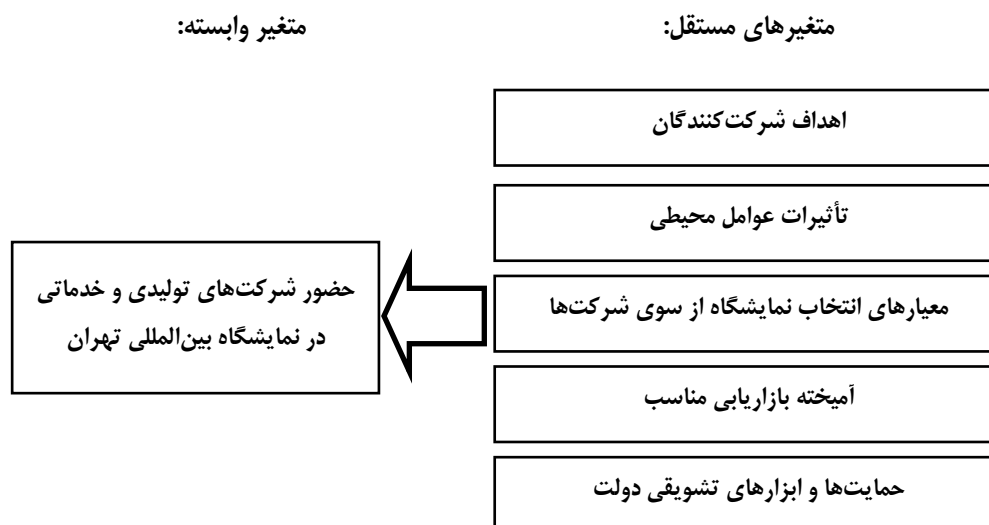 متغیرهای مستقل:
متغیر وابسته:
اهداف شرکت‌کنندگان
تأثیرات عوامل محیطی
معیارهای انتخاب نمایشگاه از سوی شرکت‌ها
آمیخته بازاریابی مناسب
حمایت‌ها و ابزارهای تشویقی دولت
حضور شرکت‌های تولیدی و خدماتی
در نمایشگاه بین‌المللی تهران